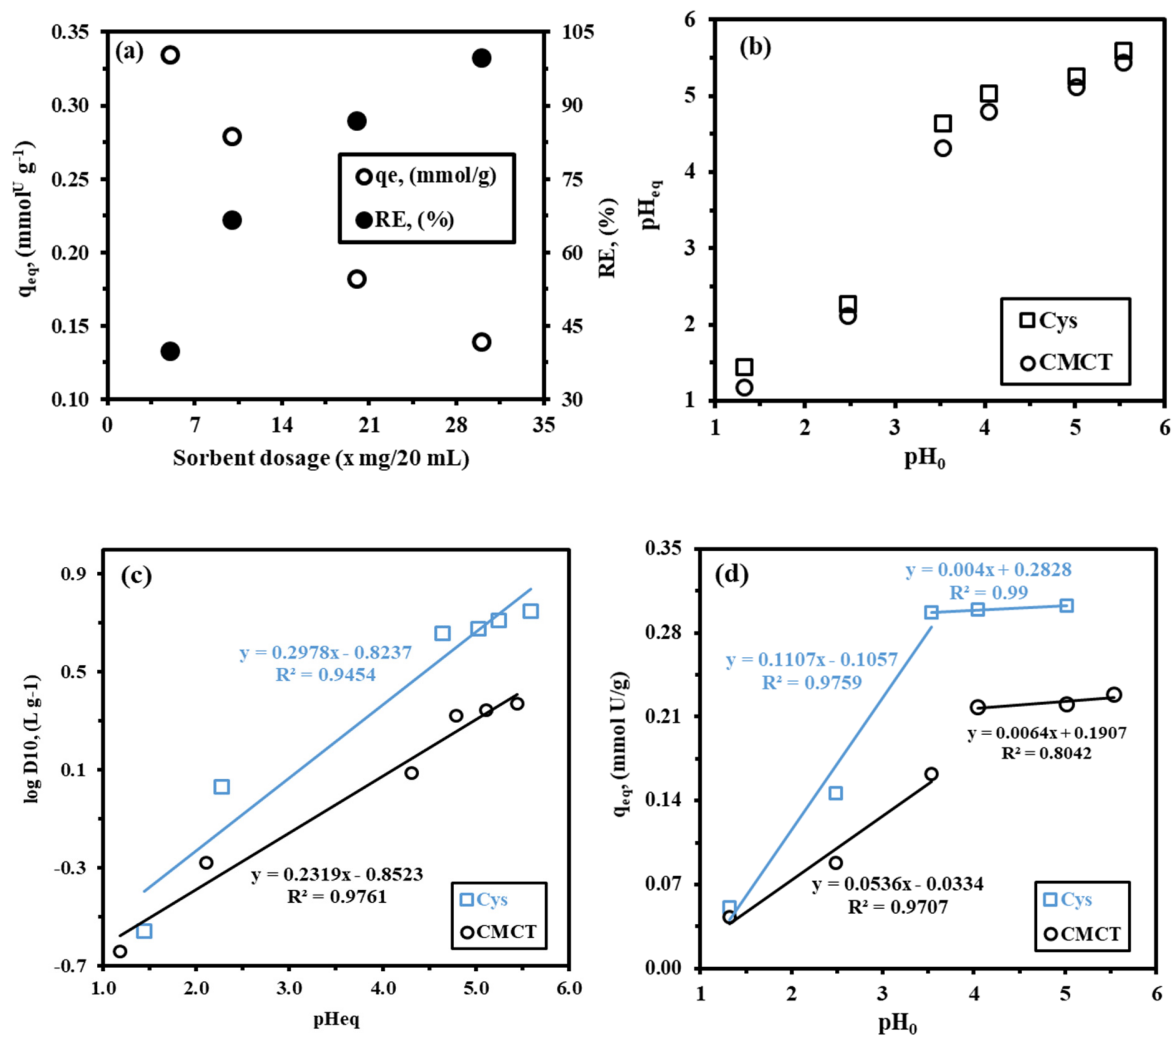 (a)
0.35
0.30
0.25
0.20
0.15
0.10
q_eq, (mmol^U g^-1)
105
90
75
60
45
30
RE, (%)
qe, (mmol/g)
RE, (%)
0 7 14 21 28 35
Sorbent dosage (x mg/20 mL)
(b)
6
5
4
3
2
1
pH_eq
Cys
CMCT
1 2 3 4 5 6
pH_0
(c)
0.9
0.5
0.1
-0.3
-0.7
log D10, (L g-1)
y = 0.2978x - 0.8237
R² = 0.9454
y = 0.2319x - 0.8523
R² = 0.9761
Cys
CMCT
1.0 2.0 3.0 4.0 5.0 6.0
pHeq
(d)
0.35
0.28
0.21
0.14
0.07
0.00
q_eq, (mmol U/g)
y = 0.004x + 0.2828
R² = 0.99
y = 0.1107x - 0.1057
R² = 0.9759
y = 0.0064x + 0.1907
R² = 0.8042
y = 0.0536x - 0.0334
R² = 0.9707
Cys
CMCT
1 2 3 4 5 6
pH_0